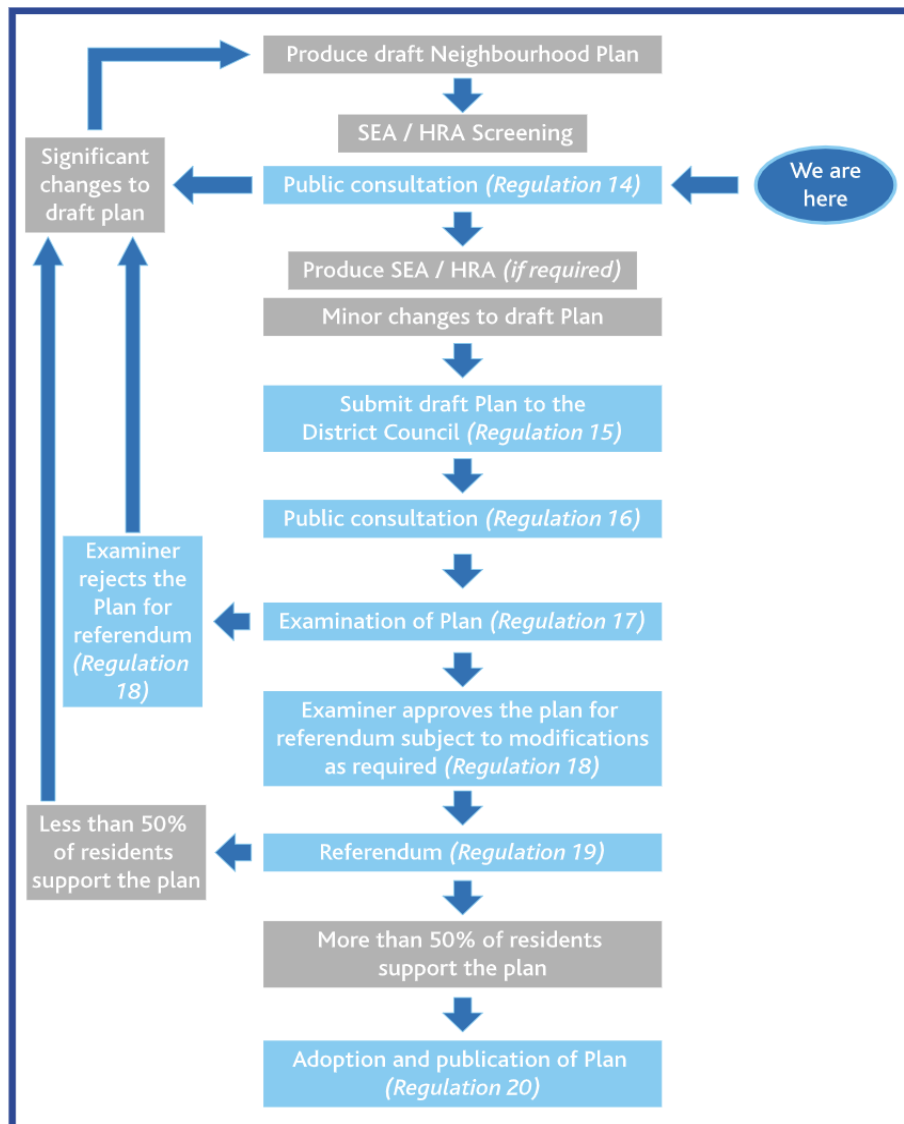 Produce draft Neighbourhood Plan
SEA / HRA Screening
Significant
changes to
draft plan
Public consultation (Regulation 14)
We are
here
Produce SEA / HRA (if required)
Minor changes to draft Plan
Submit draft Plan to the
District Council (Regulation 15)
Public consultation (Regulation 16)
Examiner
rejects the
Plan for
referendum
(Regulation
18)
Examination of Plan (Regulation 17)
Examiner approves the plan for
referendum subject to modifications
as required (Regulation 18)
Less than 50%
of residents
support the plan
Referendum (Regulation 19)
More than 50% of residents
support the plan
Adoption and publication of Plan
(Regulation 20)